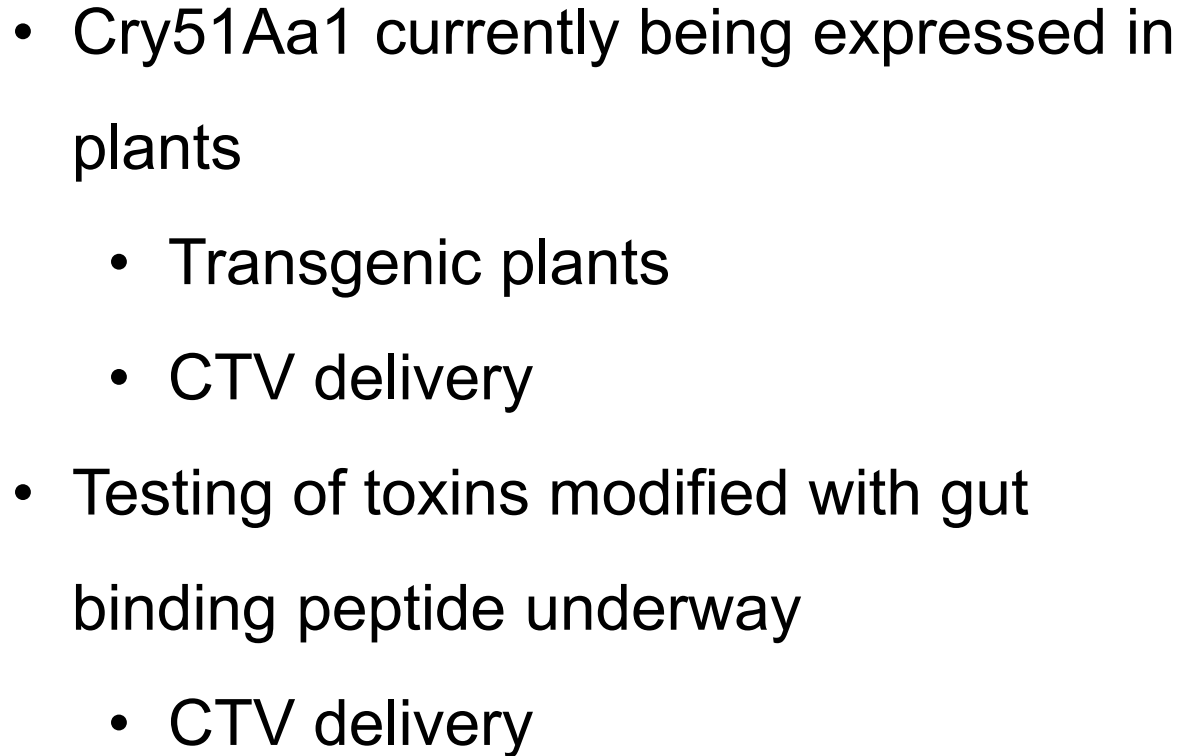 • Cry51Aa1 currently being expressed in
plants
• Transgenic plants
• CTV delivery
• Testing of toxins modified with gut
binding peptide underway
• CTV delivery